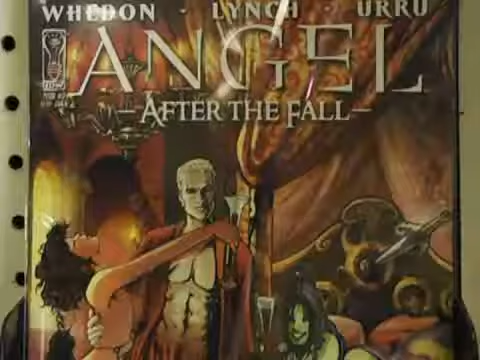 WHEDON · LYNCH · URRU
ANGEL
—AFTER THE FALL—